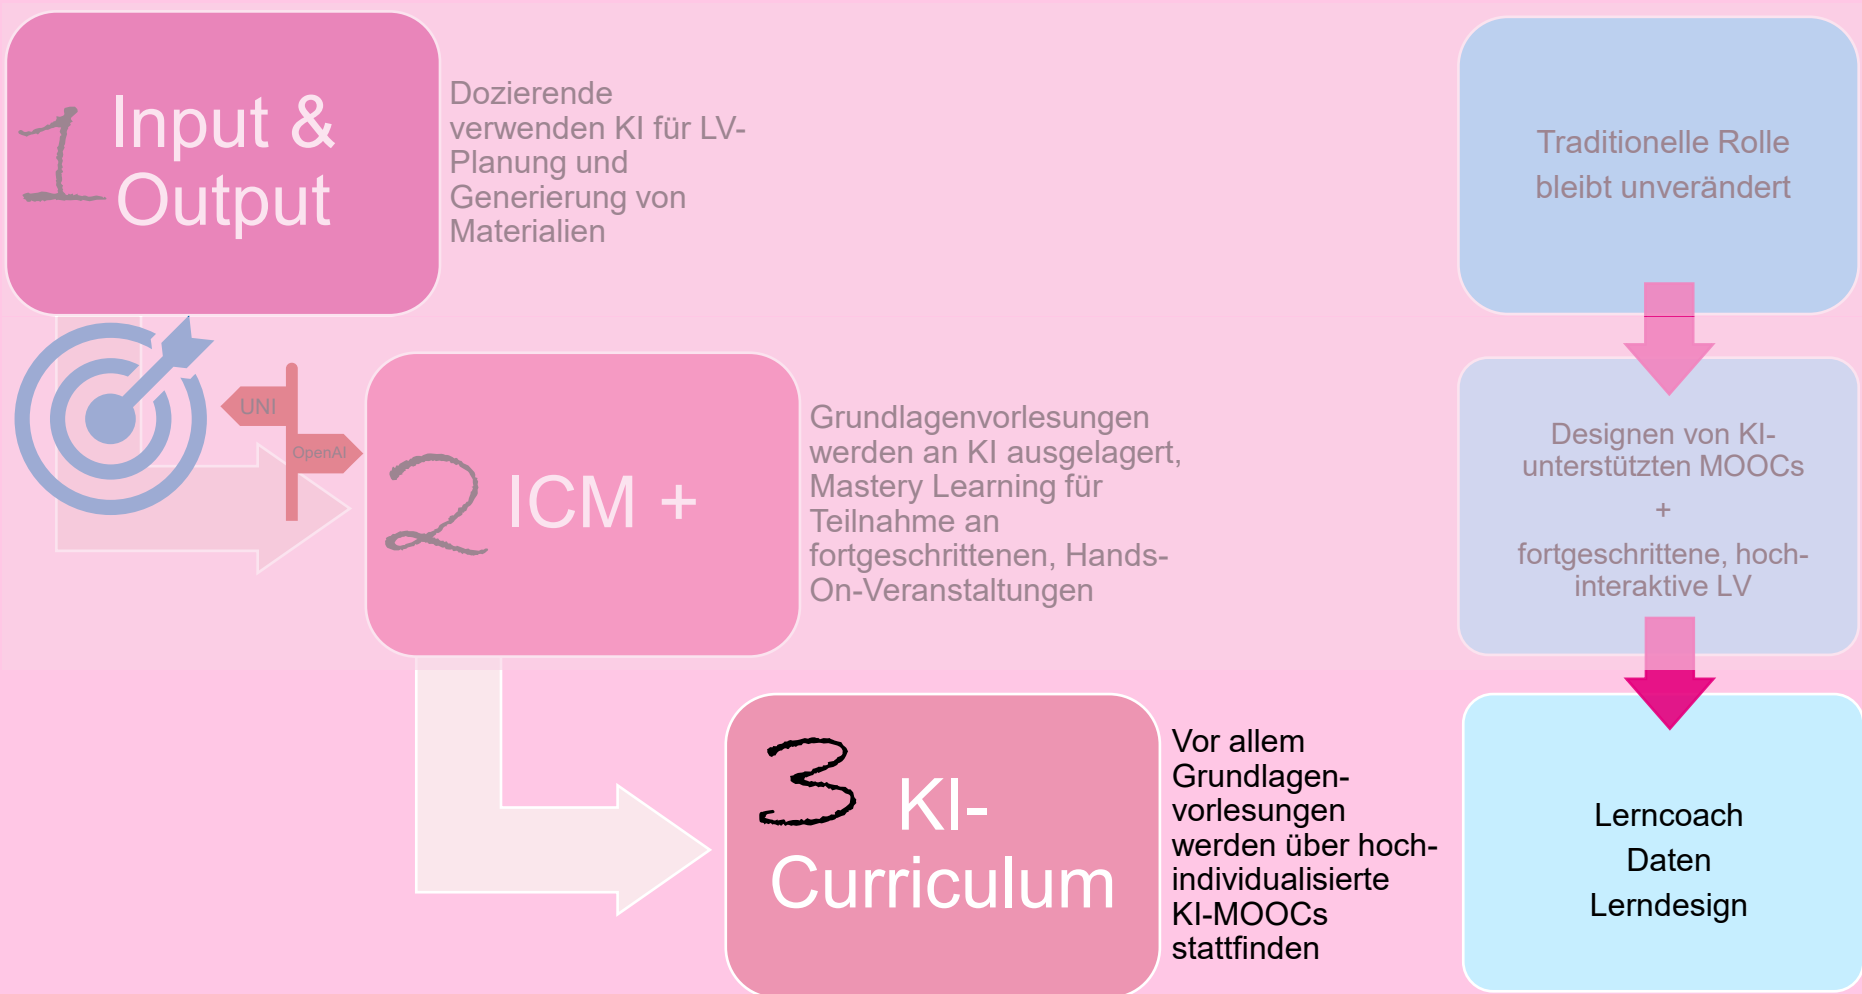 1
Input &
Output
Dozierende
verwenden KI für LV-
Planung und
Generierung von
Materialien
Traditionelle Rolle
bleibt unverändert
UNI
OpenAI
2
ICM +
Grundlagenvorlesungen
werden an KI ausgelagert,
Mastery Learning für
Teilnahme an
fortgeschrittenen, Hands-
On-Veranstaltungen
Designen von KI-
unterstützten MOOCs
+
fortgeschrittene, hoch-
interaktive LV
3
KI-
Curriculum
Vor allem
Grundlagen-
vorlesungen
werden über hoch-
individualisierte
KI-MOOCs
stattfinden
Lerncoach
Daten
Lerndesign